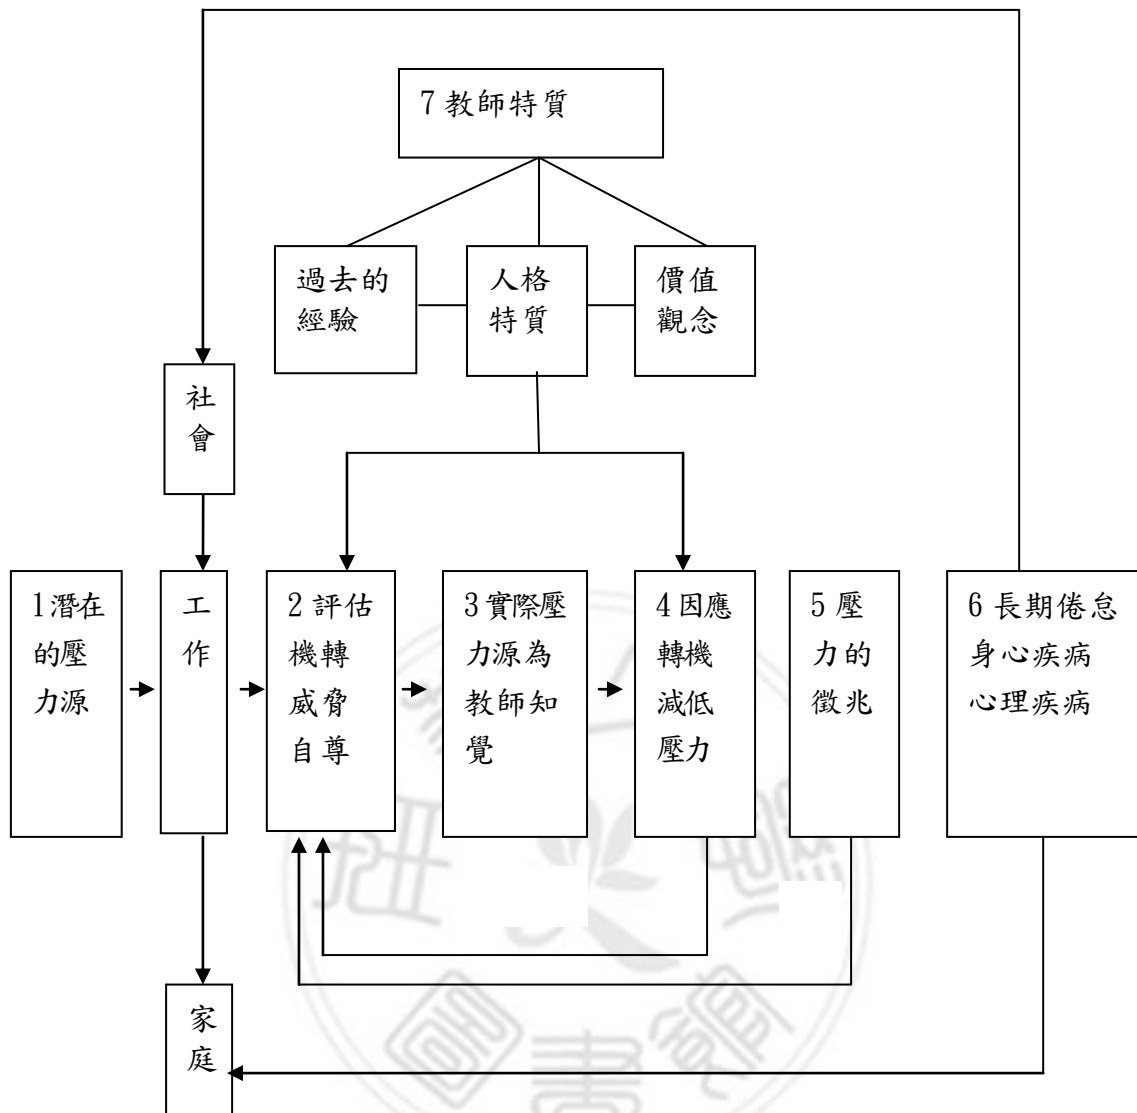 7 教師特質
過去的
經驗
人格
特質
價值
觀念
社
會
1潛在
的壓
力源
工
作
2 評估
機轉
威脅
自尊
3 實際壓
力源為
教師知
覺
4 因應
轉機
減低
壓力
5 壓
力的
徵兆
6 長期倦怠
身心疾病
心理疾病
家
庭